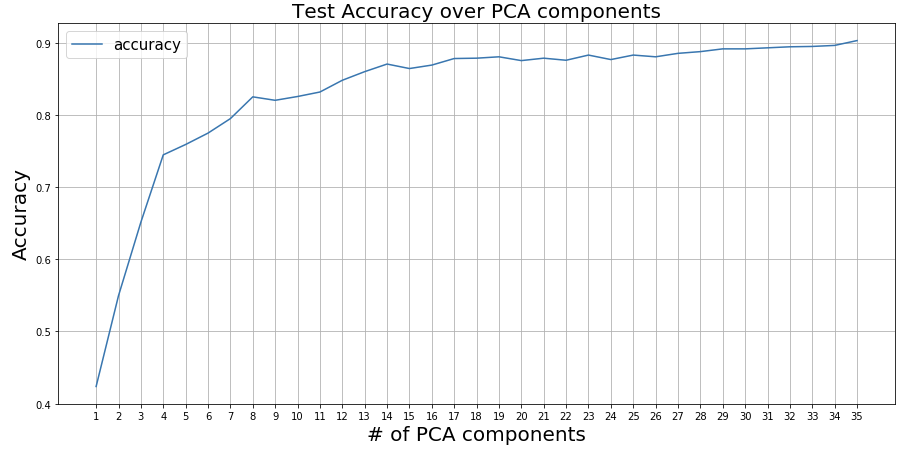 Test Accuracy over PCA components
accuracy
Accuracy
0.9
0.8
0.7
0.6
0.5
0.4
1 2 3 4 5 6 7 8 9 10 11 12 13 14 15 16 17 18 19 20 21 22 23 24 25 26 27 28 29 30 31 32 33 34 35
# of PCA components